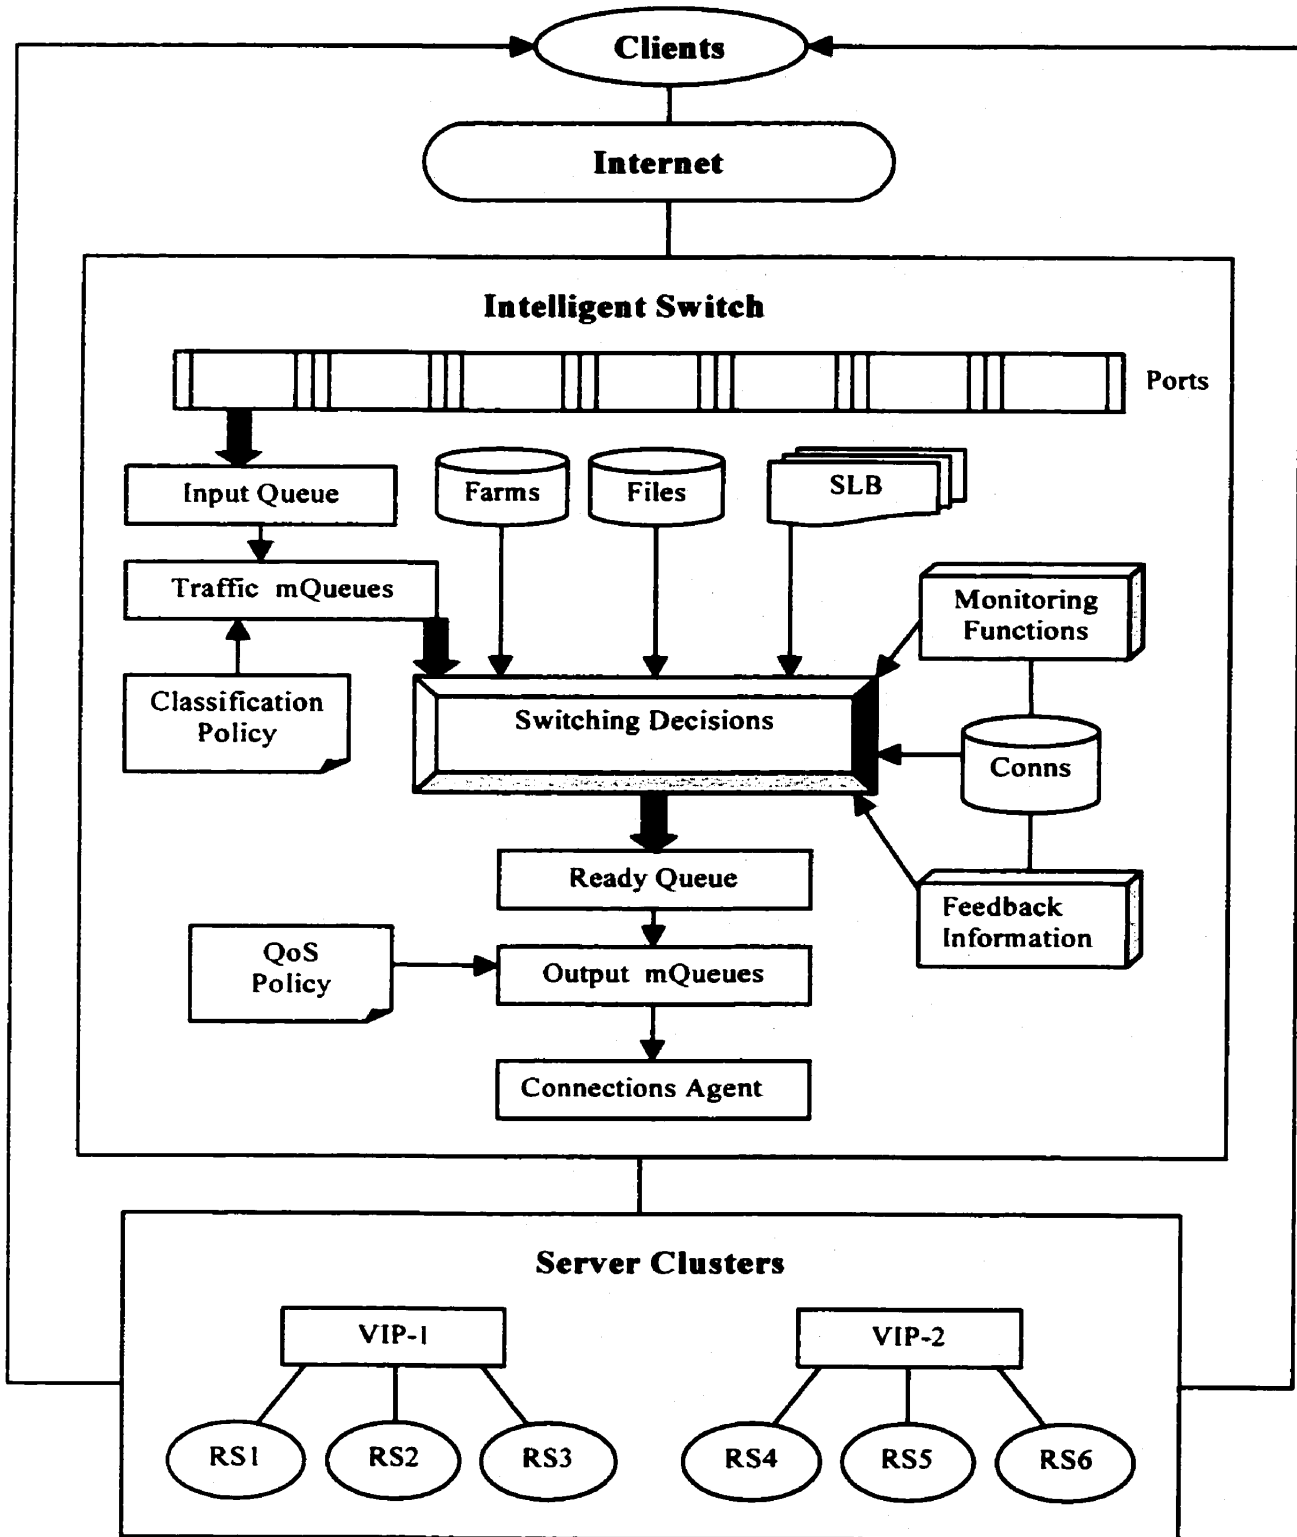 Clients
Internet
Intelligent Switch
Ports
Input Queue
Farms
Files
SLB
Traffic mQueues
Monitoring
Functions
Classification
Policy
Switching Decisions
Conns
Ready Queue
Feedback
Information
QoS
Policy
Output mQueues
Connections Agent
Server Clusters
VIP-1
VIP-2
RS1
RS2
RS3
RS4
RS5
RS6